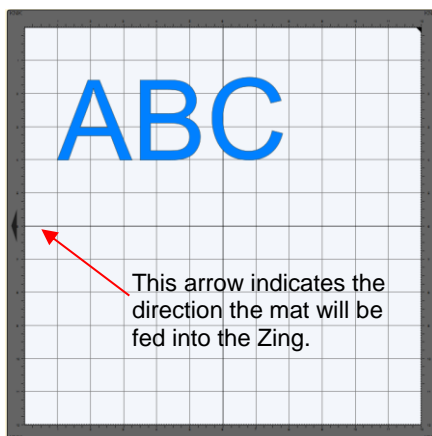 ABC
This arrow indicates the
direction the mat will be
fed into the Zing.